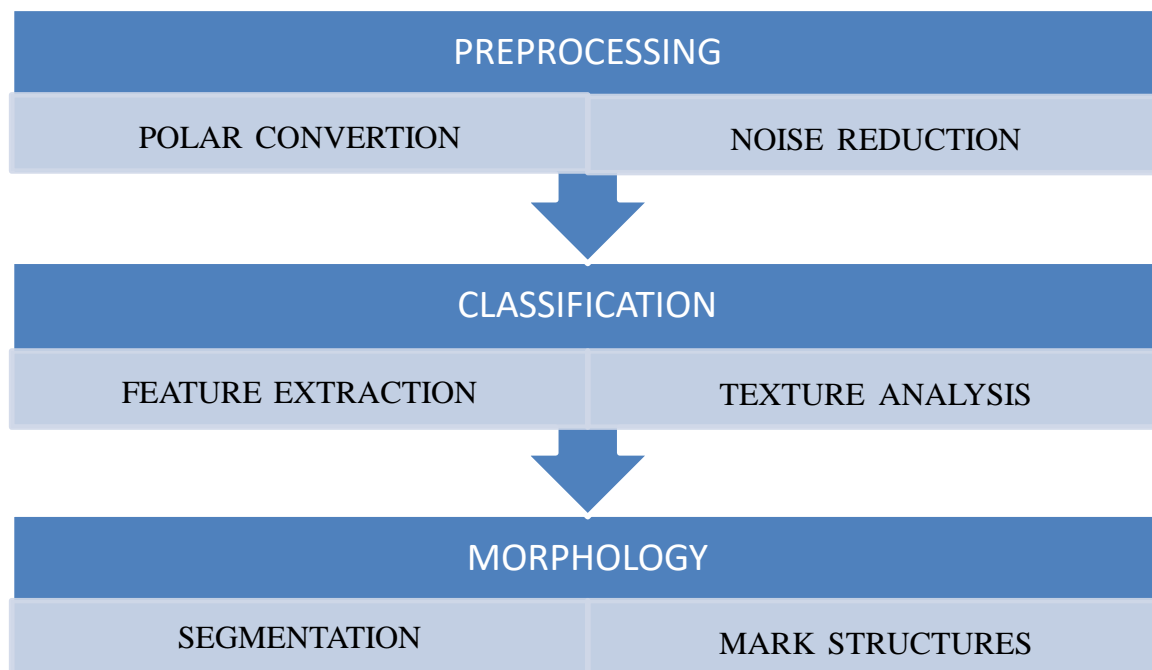 PREPROCESSING
POLAR CONVERTION
NOISE REDUCTION
CLASSIFICATION
FEATURE EXTRACTION
TEXTURE ANALYSIS
MORPHOLOGY
SEGMENTATION
MARK STRUCTURES